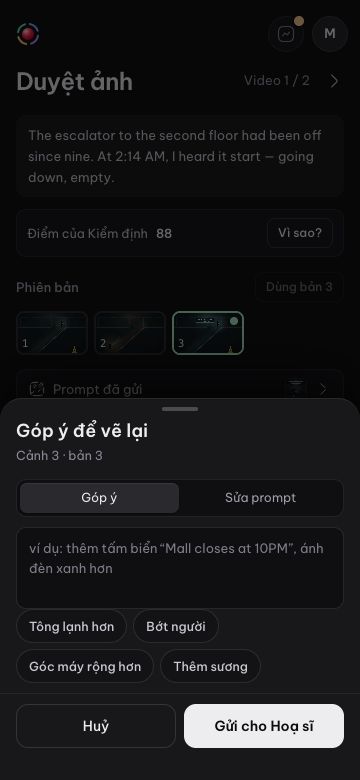 M
Duyệt ảnh
Video 1 / 2
The escalator to the second floor had been off
since nine. At 2:14 AM, I heard it start — going
down, empty.
Điểm của Kiểm định 88
Vì sao?
Phiên bản
Dùng bản 3
1
2
3
Prompt đã gửi
Góp ý để vẽ lại
Cảnh 3 · bản 3
Góp ý
Sửa prompt
ví dụ: thêm tấm biển “Mall closes at 10PM”, ánh
đèn xanh hơn
Tông lạnh hơn
Bớt người
Góc máy rộng hơn
Thêm sương
Huỷ
Gửi cho Hoạ sĩ